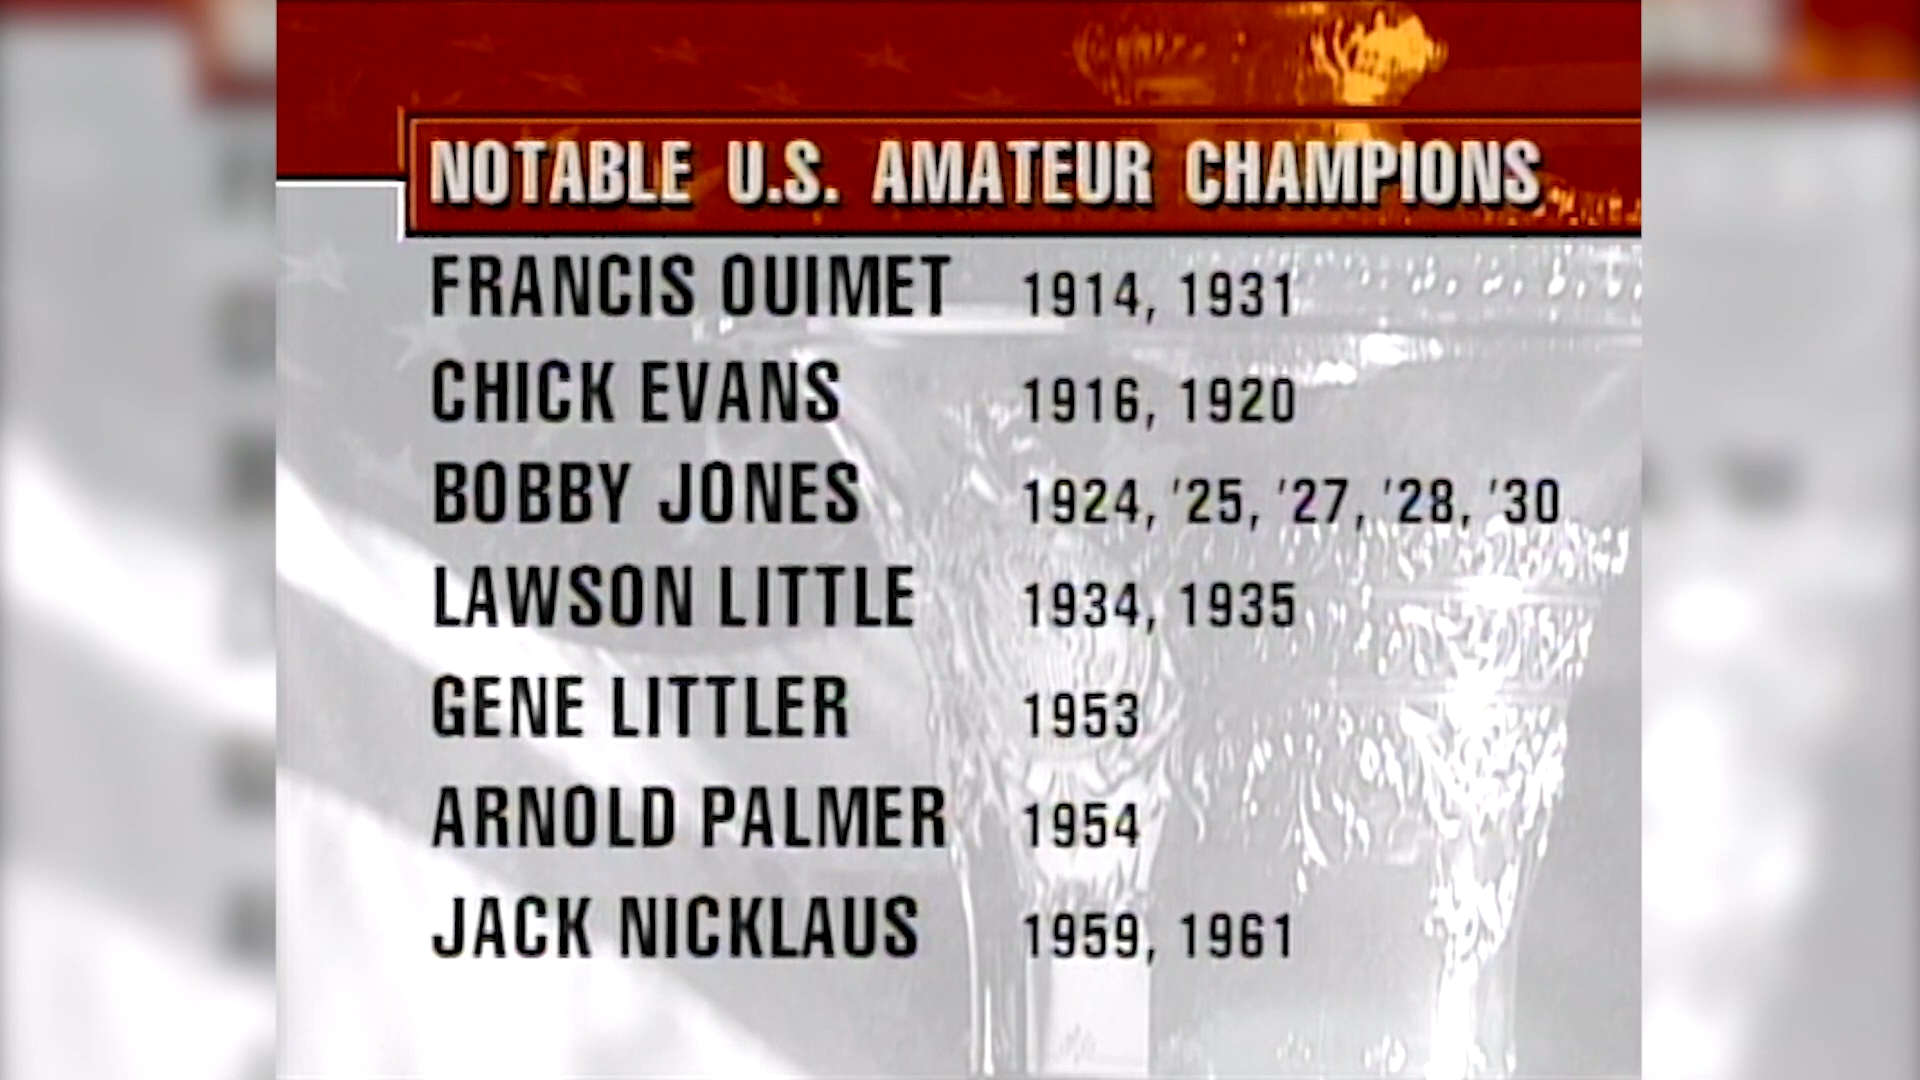 NOTABLE U.S. AMATEUR CHAMPIONS
FRANCIS OUIMET 1914, 1931
CHICK EVANS 1916, 1920
BOBBY JONES 1924, '25, '27, '28, '30
LAWSON LITTLE 1934, 1935
GENE LITTLER 1953
ARNOLD PALMER 1954
JACK NICKLAUS 1959, 1961